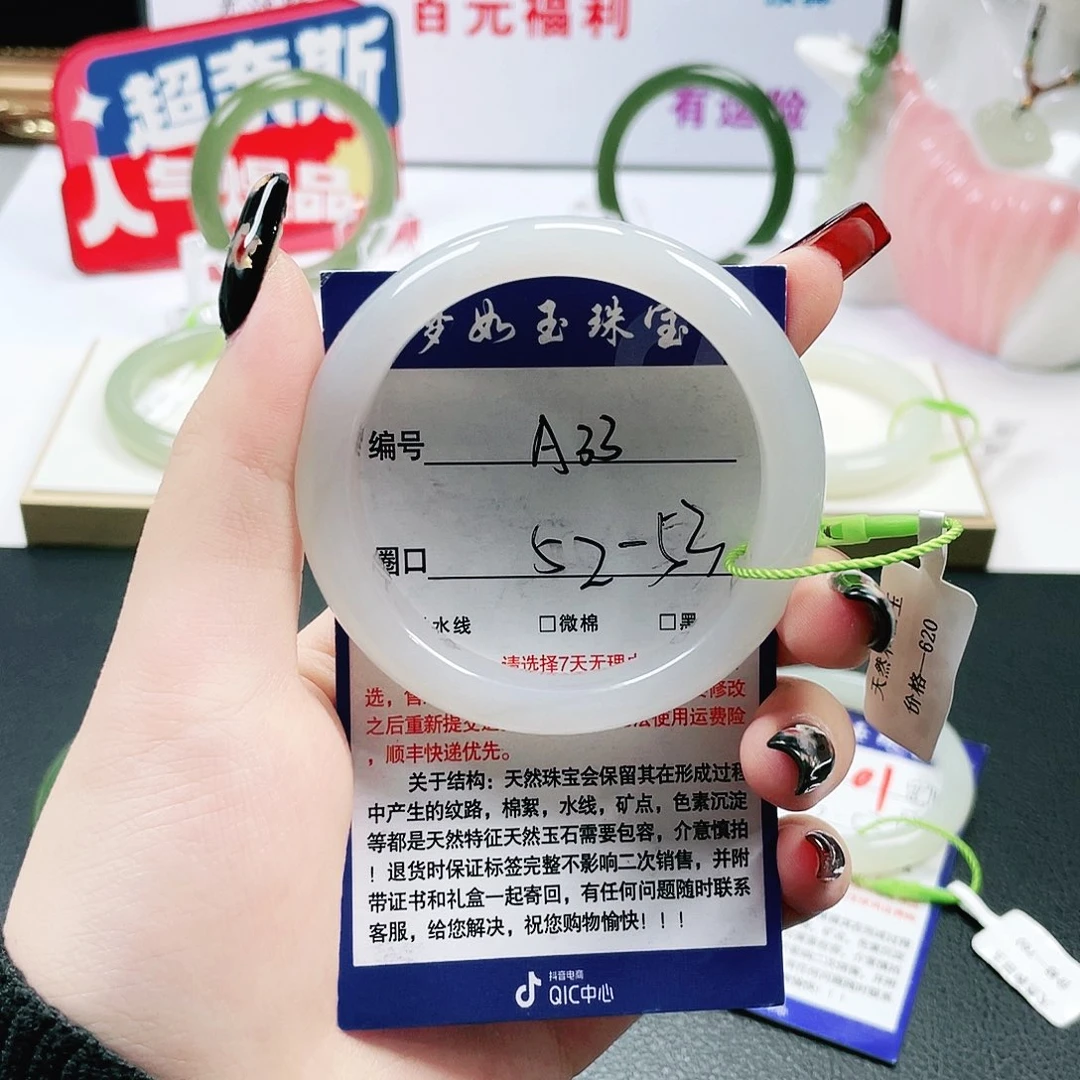 百元福利
超奈斯
有运险
人气爆品
梦如玉珠宝
编号 A33
圈口 52-53
水线 □微棉 □黑
请选择7天无理由
选，
修改
之后重新提交
使用运费险
，顺丰快递优先。
关于结构：天然珠宝会保留其在形成过程
中产生的纹路，棉絮，水线，矿点，色素沉淀
等都是天然特征天然玉石需要包容，介意慎拍
！退货时保证标签完整不影响二次销售，并附
带证书和礼盒一起寄回，有任何问题随时联系
客服，给您解决，祝您购物愉快！！！
抖音电商
QIC中心
天然和田玉
价格—620